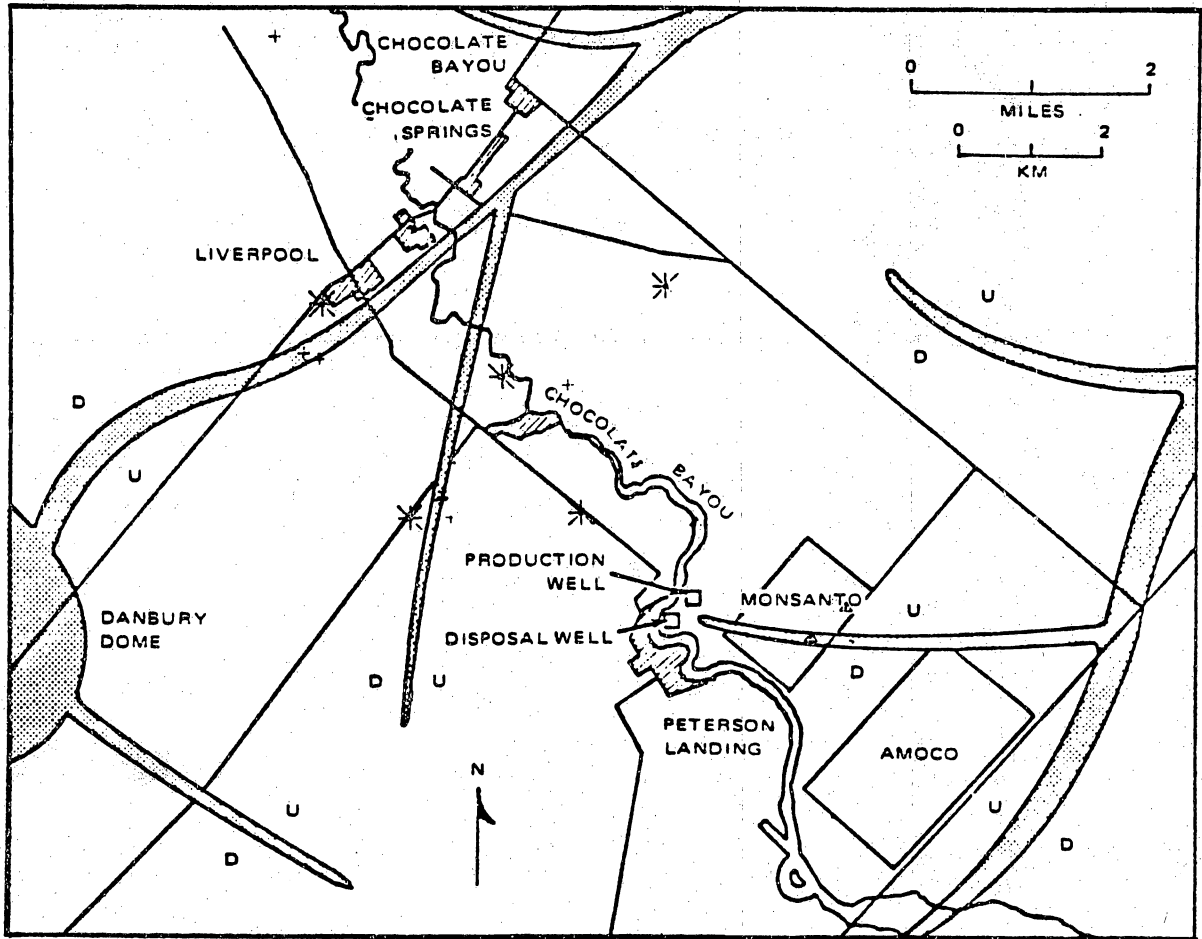 CHOCOLATE
BAYOU
CHOCOLATE
SPRINGS
0 2
MILES
0 2
KM
LIVERPOOL
U
D
D
U
CHOCOLATE BAYOU
PRODUCTION
WELL
MONSANTO
U
DISPOSAL WELL
DANBURY
DOME
D U
D
PETERSON
LANDING
AMOCO
N
U
U
D
D